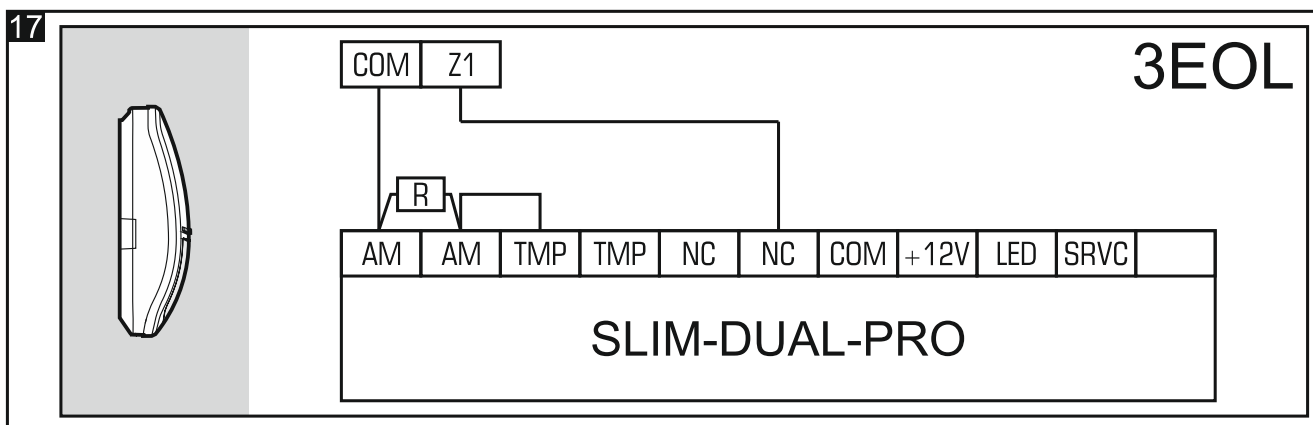 17
3EOL
COM Z1
R
AM AM TMP TMP NC NC COM +12V LED SRVC
SLIM-DUAL-PRO